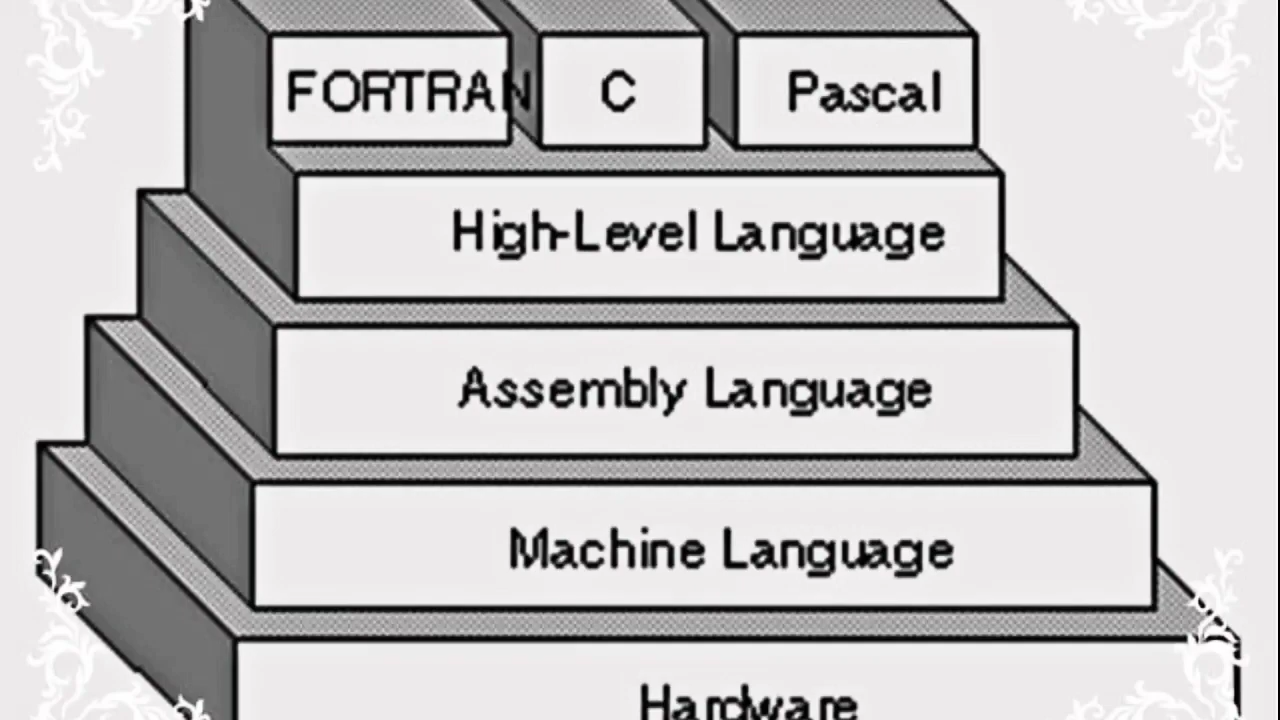 FORTRAN C Pascal
High-Level Language
Assembly Language
Machine Language
Hardware